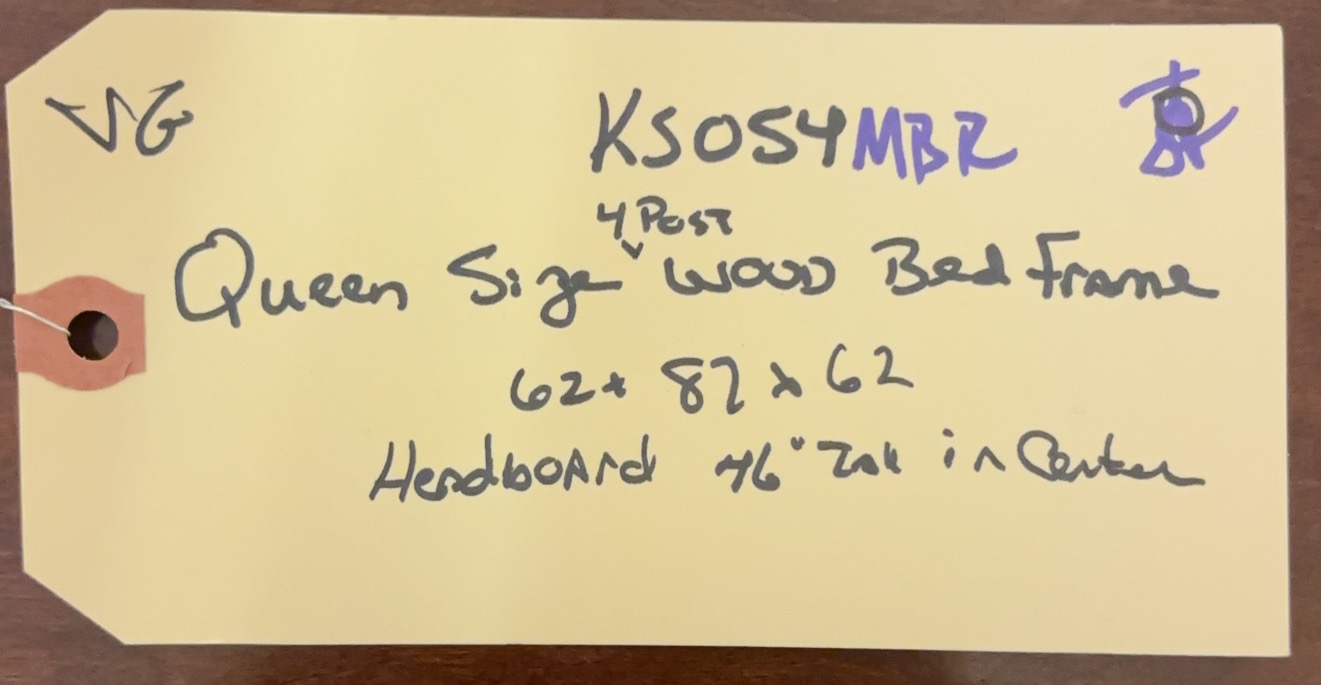 VG
KS054MBR
4 Post
Queen Size Wood Bed Frame
62 x 87 x 62
Headboard 46" Tall in Center